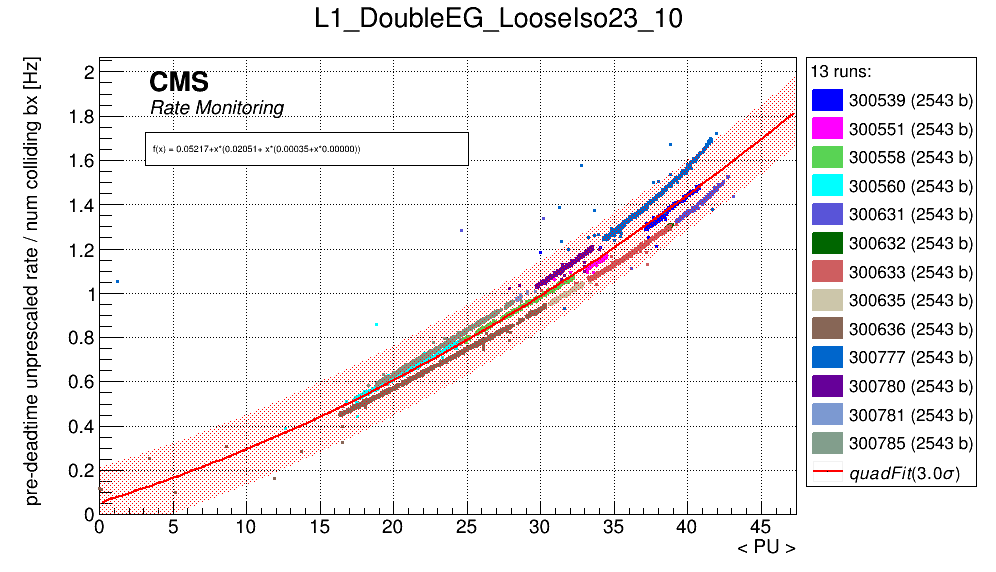 L1_DoubleEG_LooseIso23_10
pre-deadtime unprescaled rate / num colliding bx [Hz]
CMS
Rate Monitoring
f(x) = 0.05217+x*(0.02051+ x*(0.00035+x*0.00000))
2
1.8
1.6
1.4
1.2
1
0.8
0.6
0.4
0.2
0
0 5 10 15 20 25 30 35 40 45
< PU >
13 runs:
300539 (2543 b)
300551 (2543 b)
300558 (2543 b)
300560 (2543 b)
300631 (2543 b)
300632 (2543 b)
300633 (2543 b)
300635 (2543 b)
300636 (2543 b)
300777 (2543 b)
300780 (2543 b)
300781 (2543 b)
300785 (2543 b)
quadFit(3.0σ)